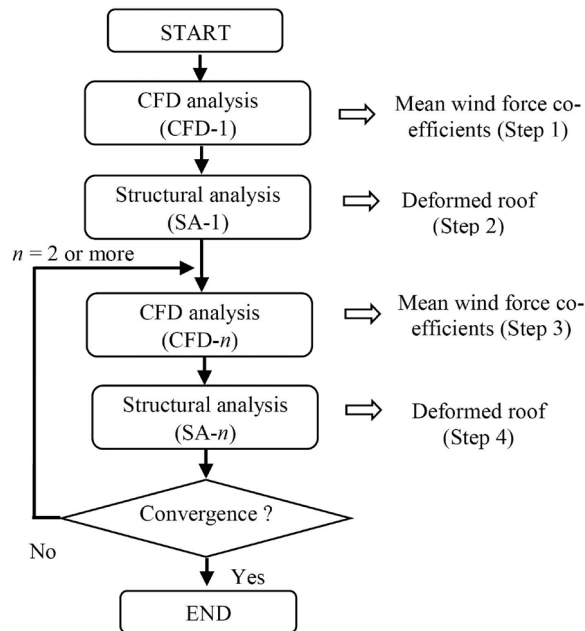 START
CFD analysis
(CFD-1)
Mean wind force co-
efficients (Step 1)
Structural analysis
(SA-1)
Deformed roof
(Step 2)
n = 2 or more
CFD analysis
(CFD-n)
Mean wind force co-
efficients (Step 3)
Structural analysis
(SA-n)
Deformed roof
(Step 4)
Convergence ?
No
Yes
END